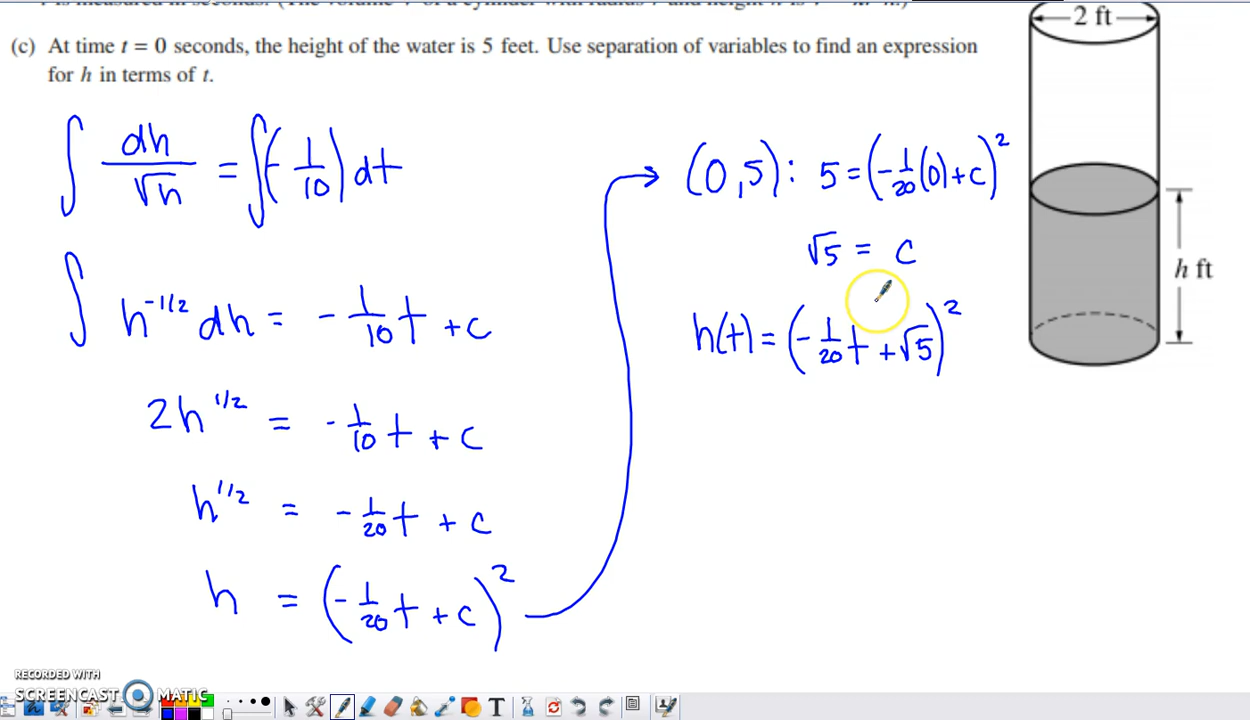 (c) At time t = 0 seconds, the height of the water is 5 feet. Use separation of variables to find an expression
for h in terms of t.
∫ dh/√h = ∫(-1/10)dt
∫ h^-1/2 dh = -1/10 t + c
2h^1/2 = -1/10 t + c
h^1/2 = -1/20 t + c
h = (-1/20 t + c)^2
(0,5): 5 = (-1/20(0)+c)^2
√5 = c
h(t) = (-1/20 t + √5)^2
2 ft
h ft
RECORDED WITH
SCREENCAST MATIC
T